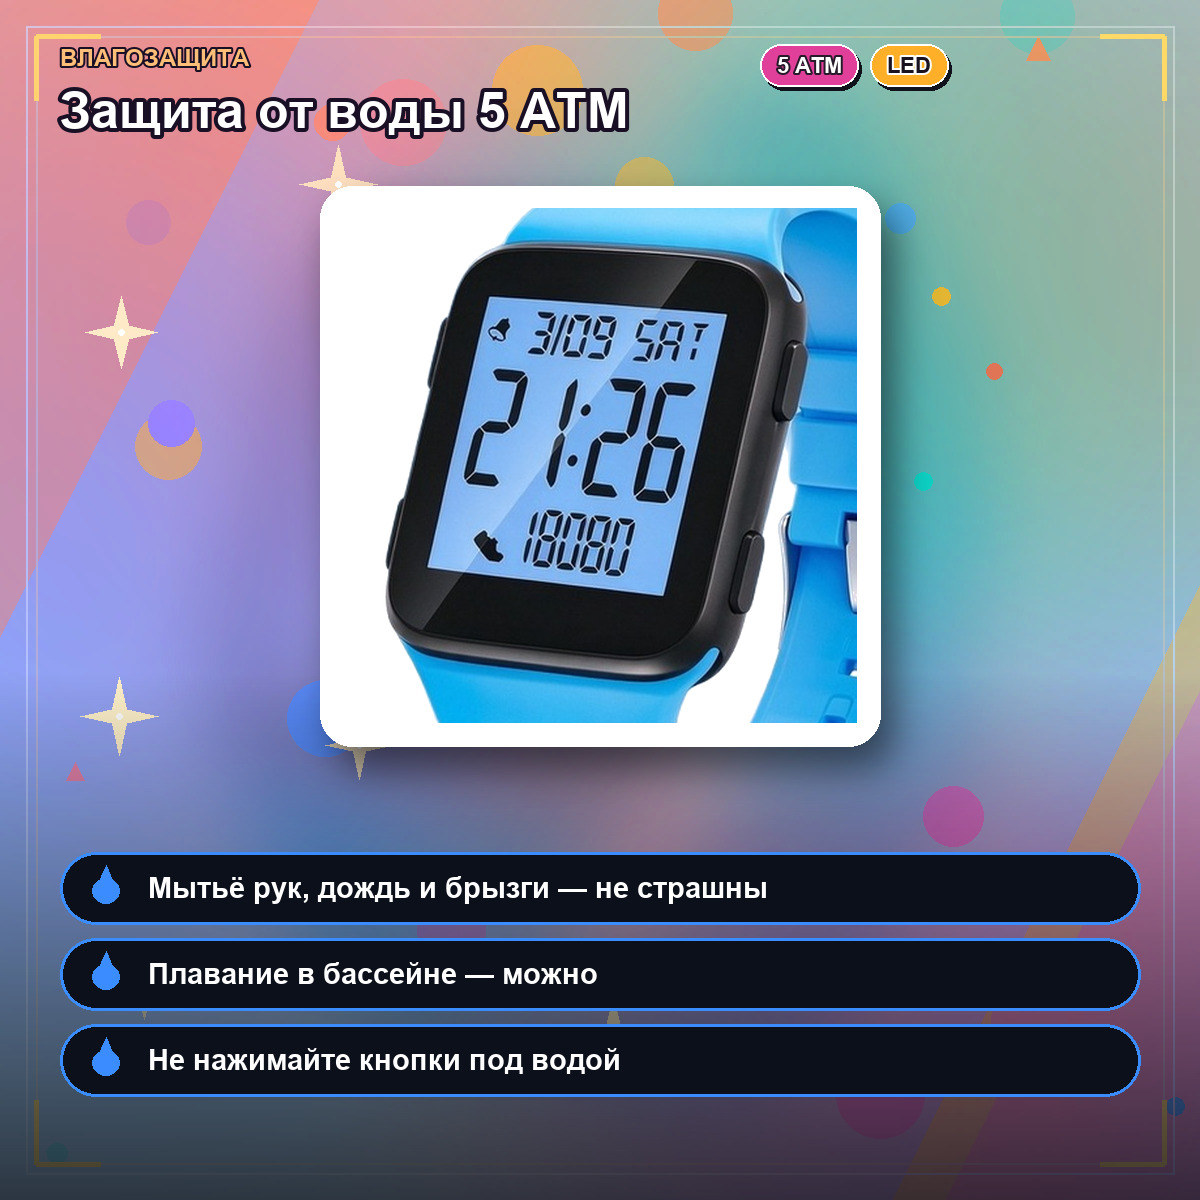 ВЛАГОЗАЩИТА
Защита от воды 5 ATM
5 ATM
LED
3/09 SAT
21:26
18080
Мытьё рук, дождь и брызги — не страшны
Плавание в бассейне — можно
Не нажимайте кнопки под водой